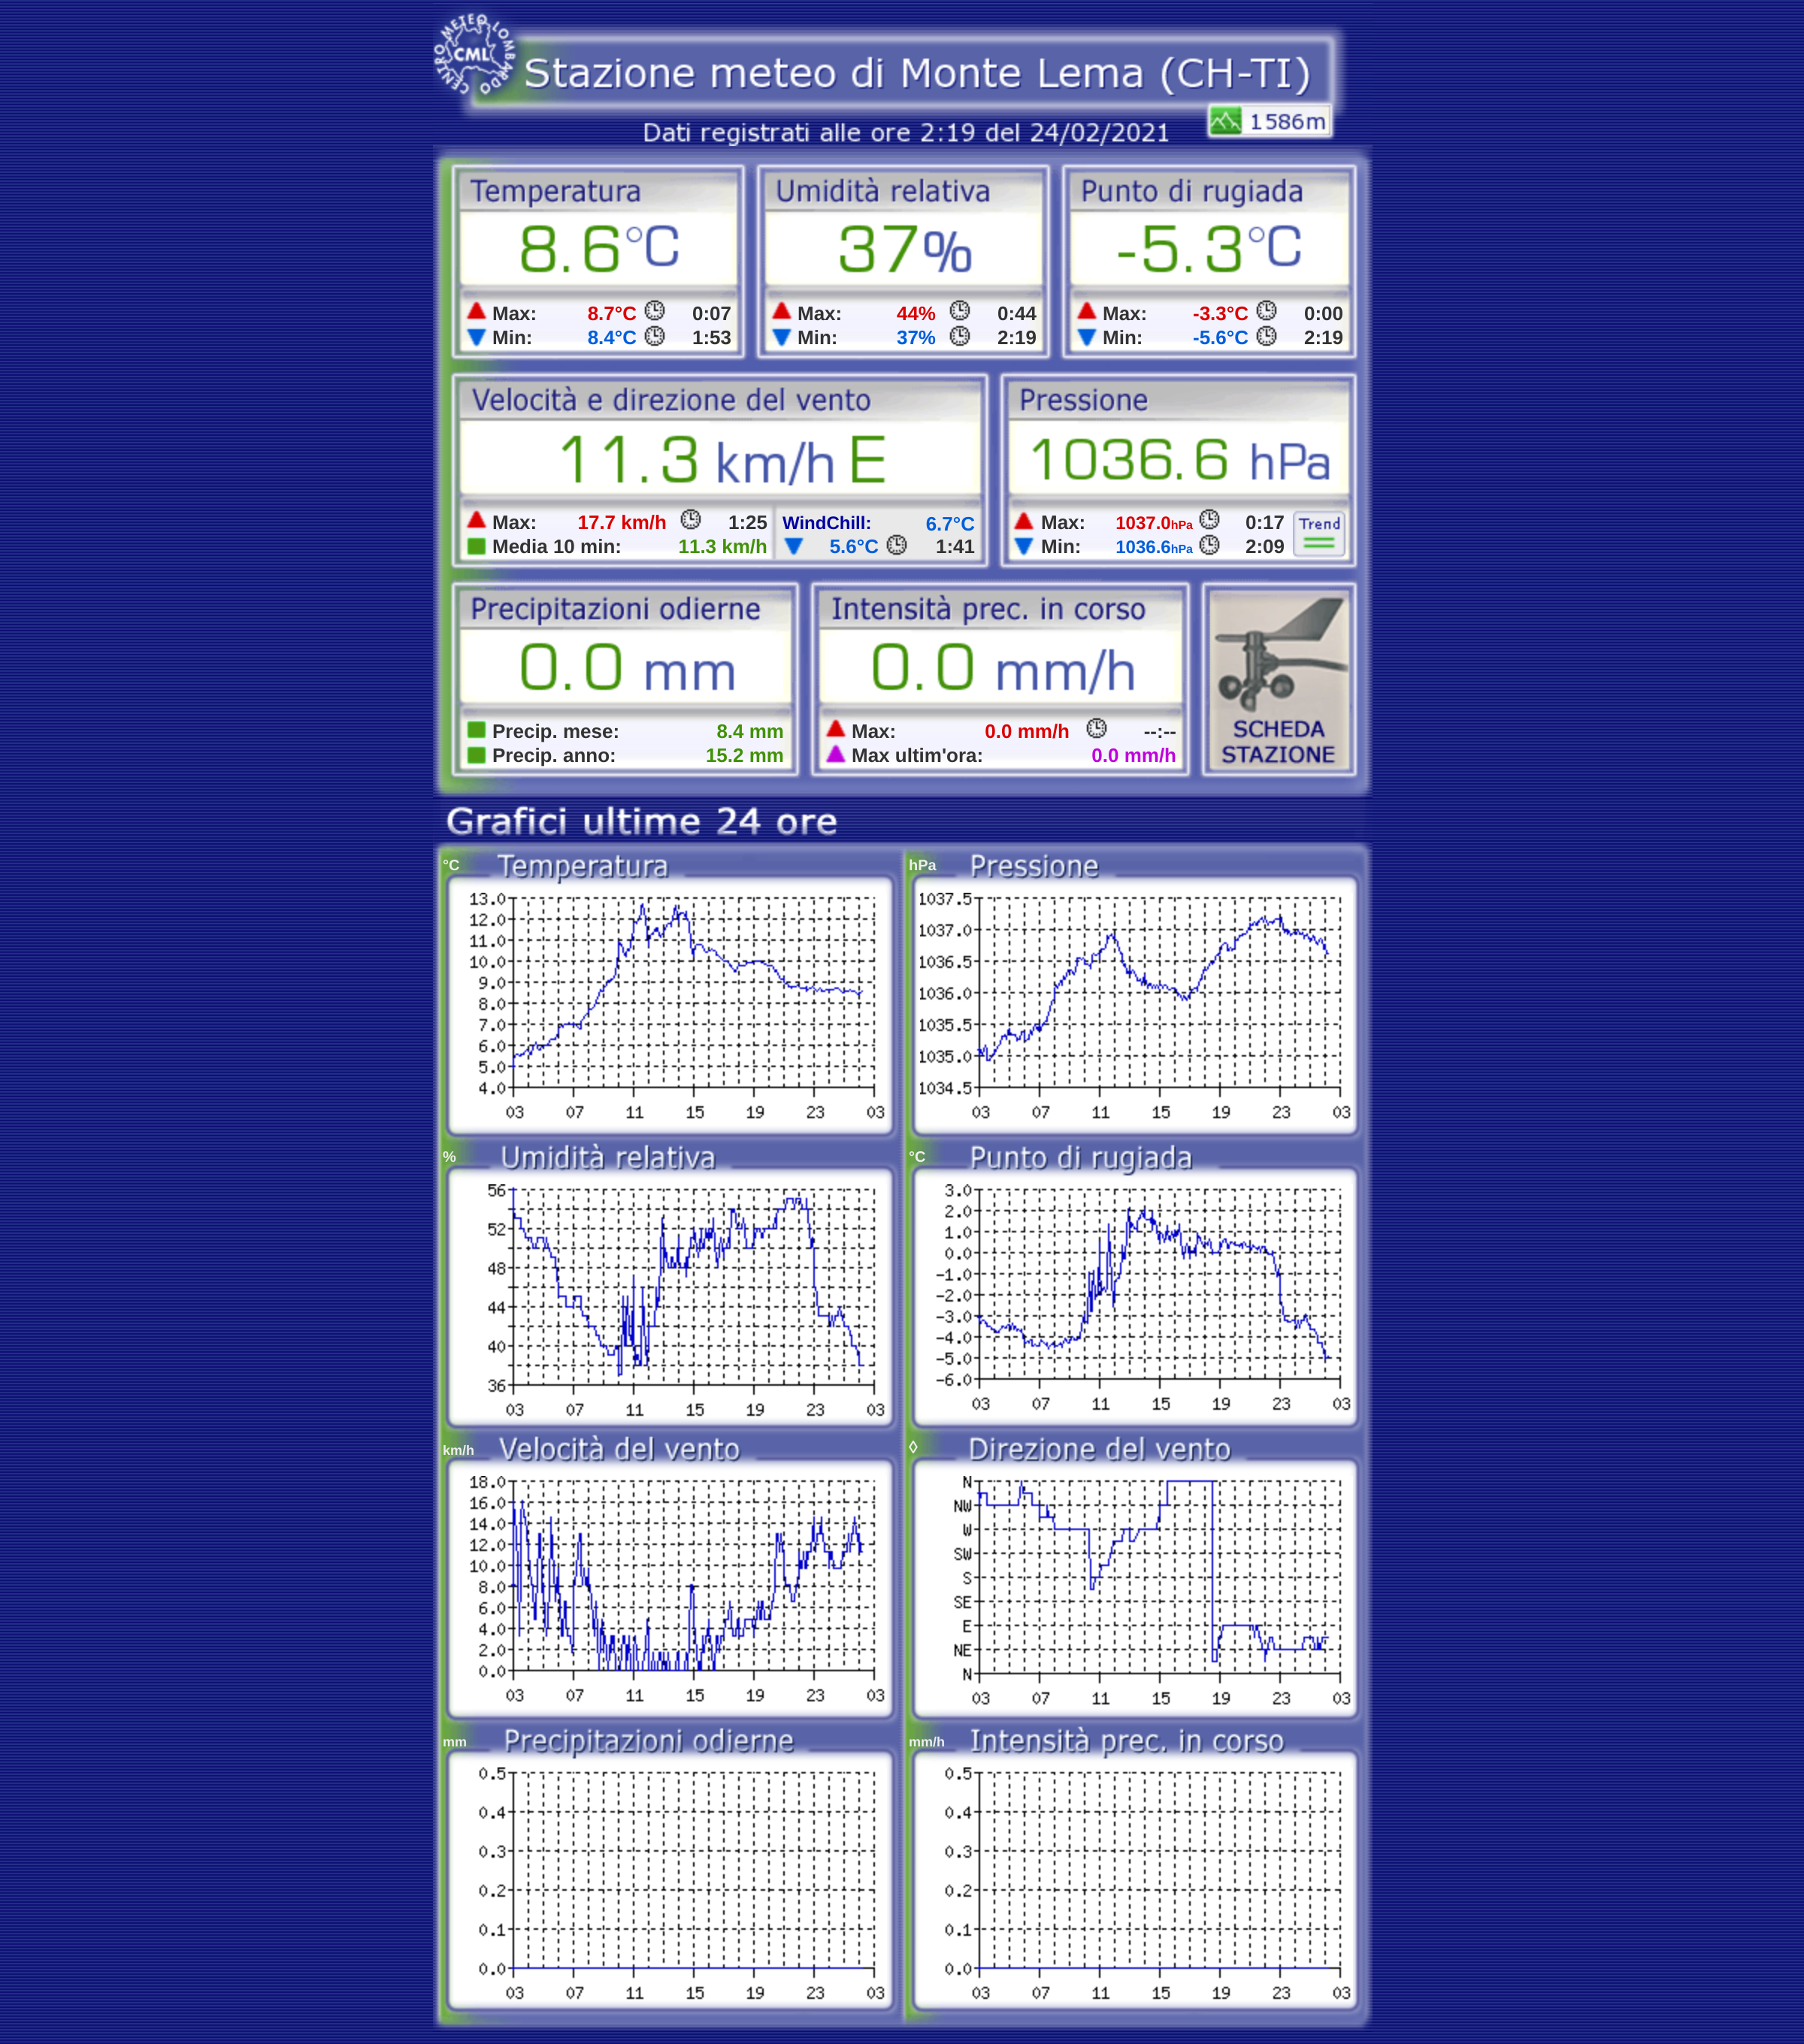 CENTRO METEO LOMBARDO
CML
Stazione meteo di Monte Lema (CH-TI)
1586m
Dati registrati alle ore 2:19 del 24/02/2021
Temperatura
8.6°C
Max: 8.7°C 0:07
Min: 8.4°C 1:53
Umidità relativa
37%
Max: 44% 0:44
Min: 37% 2:19
Punto di rugiada
-5.3°C
Max: -3.3°C 0:00
Min: -5.6°C 2:19
Velocità e direzione del vento
11.3 km/h E
Max: 17.7 km/h 1:25
Media 10 min: 11.3 km/h
WindChill: 6.7°C
5.6°C 1:41
Pressione
1036.6 hPa
Max: 1037.0hPa 0:17
Min: 1036.6hPa 2:09
Trend
Precipitazioni odierne
0.0 mm
Precip. mese: 8.4 mm
Precip. anno: 15.2 mm
Intensità prec. in corso
0.0 mm/h
Max: 0.0 mm/h --:--
Max ultim'ora: 0.0 mm/h
SCHEDA
STAZIONE
Grafici ultime 24 ore
°C Temperatura
13.0
12.0
11.0
10.0
9.0
8.0
7.0
6.0
5.0
4.0
03 07 11 15 19 23 03
hPa Pressione
1037.5
1037.0
1036.5
1036.0
1035.5
1035.0
1034.5
03 07 11 15 19 23 03
% Umidità relativa
56
52
48
44
40
36
03 07 11 15 19 23 03
°C Punto di rugiada
3.0
2.0
1.0
0.0
-1.0
-2.0
-3.0
-4.0
-5.0
-6.0
03 07 11 15 19 23 03
km/h Velocità del vento
18.0
16.0
14.0
12.0
10.0
8.0
6.0
4.0
2.0
0.0
03 07 11 15 19 23 03
◊ Direzione del vento
N
NW
W
SW
S
SE
E
NE
N
03 07 11 15 19 23 03
mm Precipitazioni odierne
0.5
0.4
0.3
0.2
0.1
0.0
03 07 11 15 19 23 03
mm/h Intensità prec. in corso
0.5
0.4
0.3
0.2
0.1
0.0
03 07 11 15 19 23 03